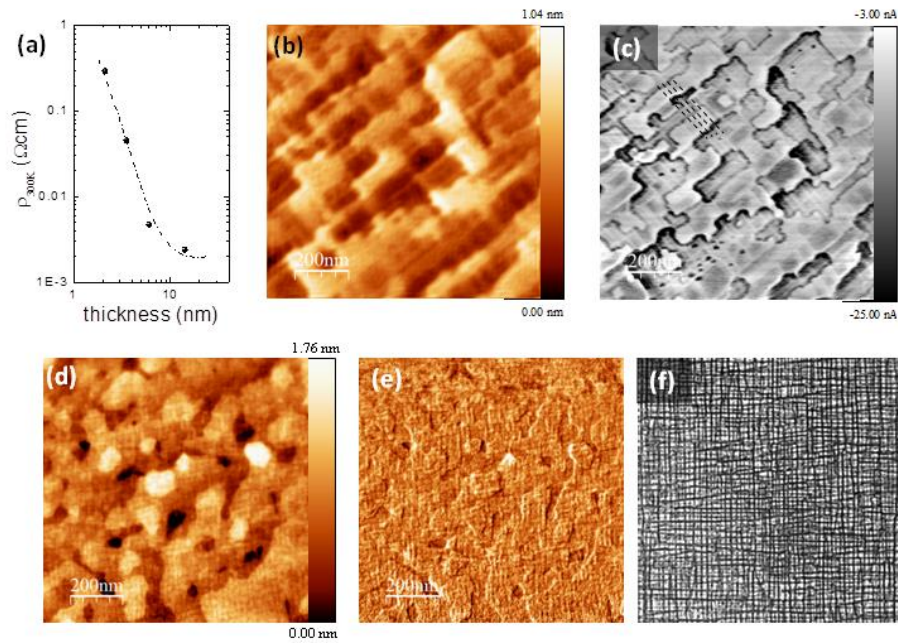 (a)
1
0.1
0.01
1E-3
ρ300K (Ωcm)
1
10
thickness (nm)
(b)
1.04 nm
200nm
0.00 nm
(c)
-3.00 nA
200nm
-25.00 nA
(d)
1.76 nm
200nm
0.00 nm
(e)
200nm
(f)